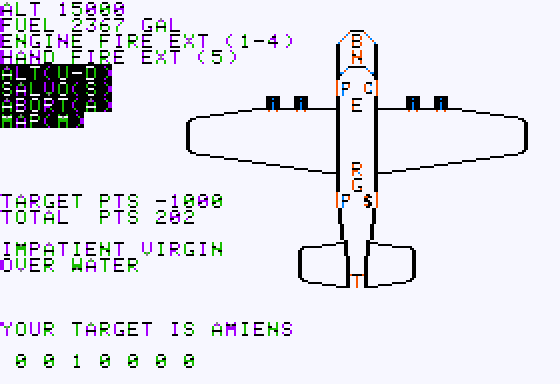 ALT 15000
FUEL 2367 GAL
ENGINE FIRE EXT (1-4)
HAND FIRE EXT (5)
ALT(U-D)
SALVO(S)
ABORT(A)
MAP(M)
B
N
P C
E
R
G
P S
T
TARGET PTS -1000
TOTAL PTS 202
IMPATIENT VIRGIN
OVER WATER
YOUR TARGET IS AMIENS
0 0 1 0 0 0 0